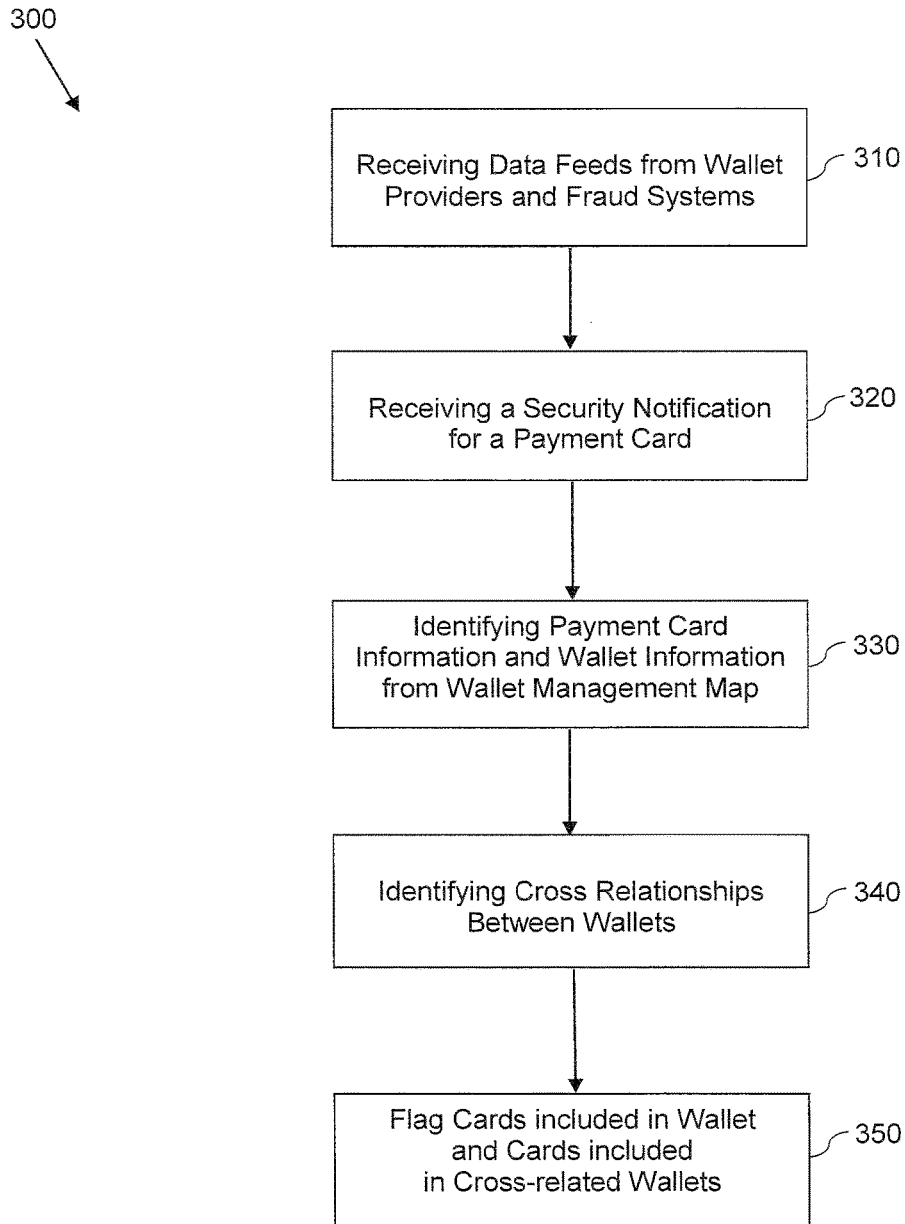 300
Receiving Data Feeds from Wallet
Providers and Fraud Systems
310
Receiving a Security Notification
for a Payment Card
320
Identifying Payment Card
Information and Wallet Information
from Wallet Management Map
330
Identifying Cross Relationships
Between Wallets
340
Flag Cards included in Wallet
and Cards included
in Cross-related Wallets
350